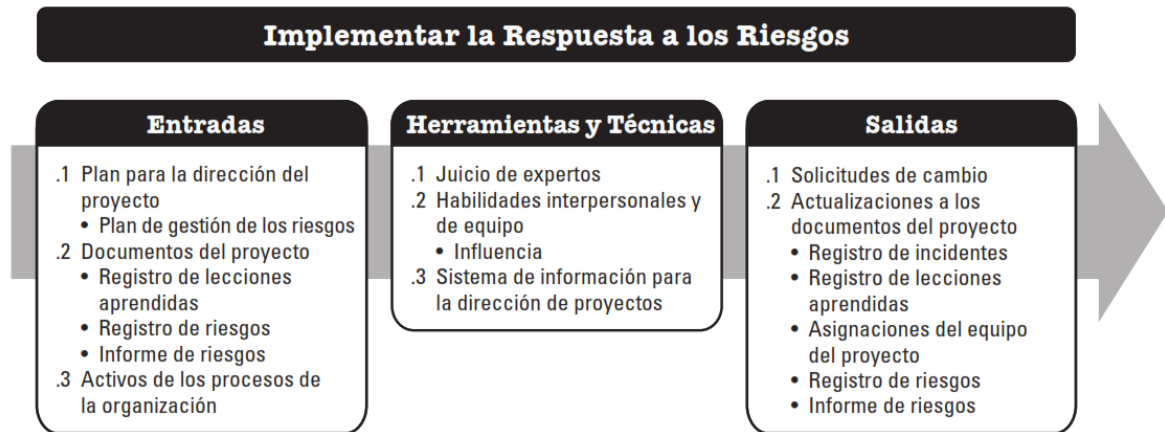 Implementar la Respuesta a los Riesgos
Entradas
.1 Plan para la dirección del
proyecto
• Plan de gestión de los riesgos
.2 Documentos del proyecto
• Registro de lecciones
aprendidas
• Registro de riesgos
• Informe de riesgos
.3 Activos de los procesos de
la organización
Herramientas y Técnicas
.1 Juicio de expertos
.2 Habilidades interpersonales y
de equipo
• Influencia
.3 Sistema de información para
la dirección de proyectos
Salidas
.1 Solicitudes de cambio
.2 Actualizaciones a los
documentos del proyecto
• Registro de incidentes
• Registro de lecciones
aprendidas
• Asignaciones del equipo
del proyecto
• Registro de riesgos
• Informe de riesgos